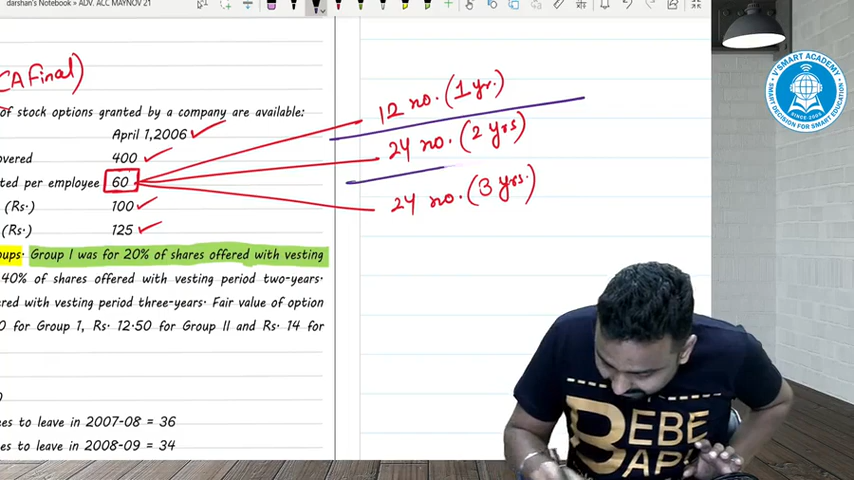 darshan's Notebook > ADV. ACC MAYNOV 21
(CA Final)
of stock options granted by a company are available:
April 1,2006
overed 400
ted per employee 60
(Rs.) 100
(Rs.) 125
oups. Group I was for 20% of shares offered with vesting
40% of shares offered with vesting period two-years.
ered with vesting period three-years. Fair value of option
0 for Group I, Rs. 12.50 for Group II and Rs. 14 for
0
ees to leave in 2007-08 = 36
ees to leave in 2008-09 = 34
12 no. (1 yr.)
24 no. (2 yrs)
24 no. (3 yrs.)
V'SMART ACADEMY
SINCE-2005
SMART DECISION FOR SMART EDUCATION
BEBE
BAP